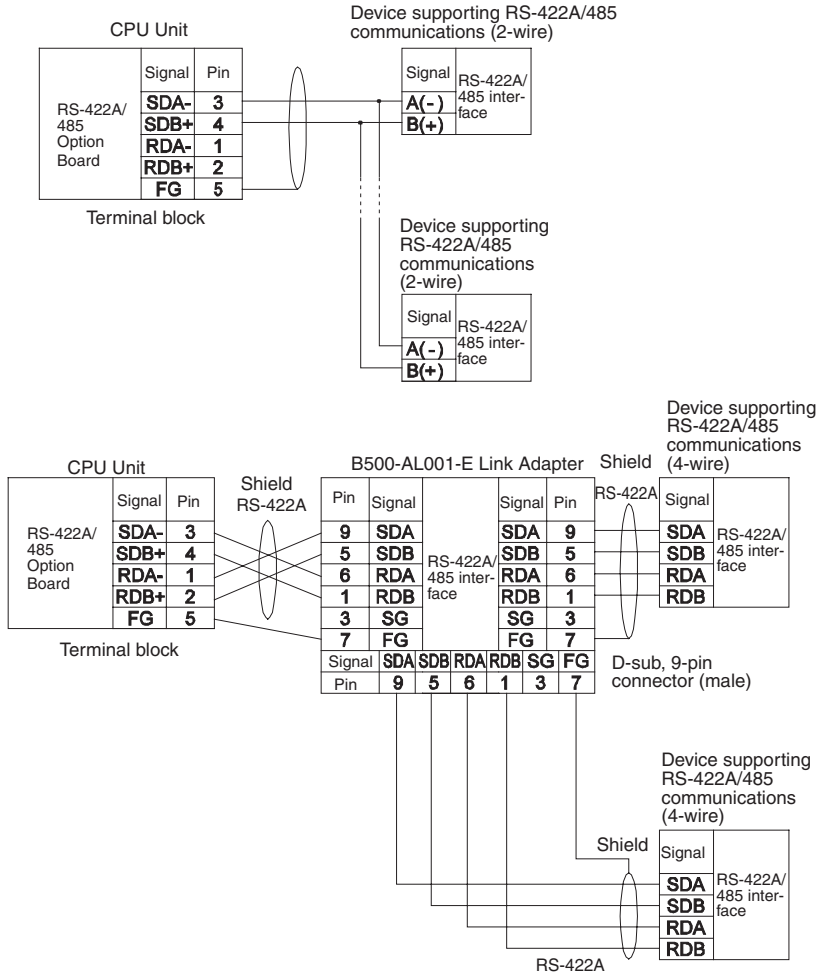 CPU Unit
Device supporting RS-422A/485
communications (2-wire)
RS-422A/
485
Option
Board
Signal Pin
SDA- 3
SDB+ 4
RDA- 1
RDB+ 2
FG 5
Terminal block
Signal
A(-)
B(+)
RS-422A/
485 inter-
face
Device supporting
RS-422A/485
communications
(2-wire)
Signal
A(-)
B(+)
RS-422A/
485 inter-
face
CPU Unit
RS-422A/
485
Option
Board
Signal Pin
SDA- 3
SDB+ 4
RDA- 1
RDB+ 2
FG 5
Terminal block
Shield
RS-422A
B500-AL001-E Link Adapter
Pin Signal
9 SDA
5 SDB
6 RDA
1 RDB
3 SG
7 FG
RS-422A/
485 inter-
face
Signal Pin
SDA 9
SDB 5
RDA 6
RDB 1
SG 3
FG 7
Signal SDA SDB RDA RDB SG FG
Pin 9 5 6 1 3 7
D-sub, 9-pin
connector (male)
Shield
RS-422A
Device supporting
RS-422A/485
communications
(4-wire)
Signal
SDA
SDB
RDA
RDB
RS-422A/
485 inter-
face
Device supporting
RS-422A/485
communications
(4-wire)
Shield
Signal
SDA
SDB
RDA
RDB
RS-422A/
485 inter-
face
RS-422A